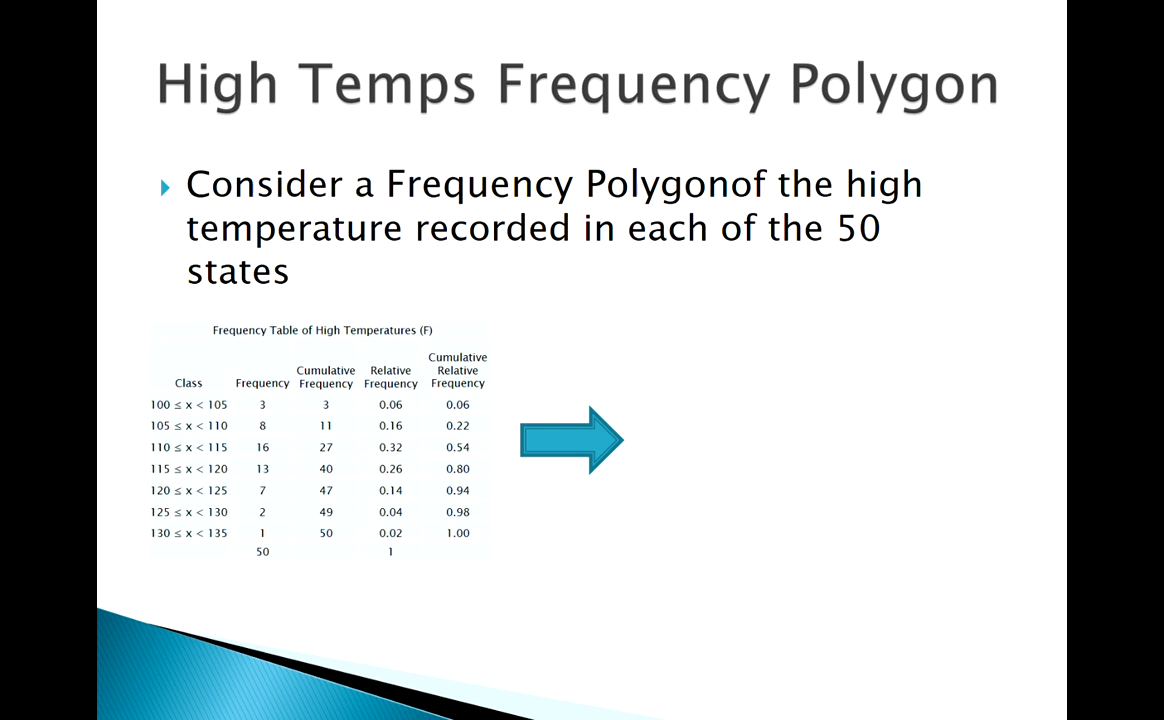 High Temps Frequency Polygon
Consider a Frequency Polygonof the high
temperature recorded in each of the 50
states
Frequency Table of High Temperatures (F)
Class Frequency Cumulative Frequency Relative Frequency Cumulative Relative Frequency
100 ≤ x < 105 3 3 0.06 0.06
105 ≤ x < 110 8 11 0.16 0.22
110 ≤ x < 115 16 27 0.32 0.54
115 ≤ x < 120 13 40 0.26 0.80
120 ≤ x < 125 7 47 0.14 0.94
125 ≤ x < 130 2 49 0.04 0.98
130 ≤ x < 135 1 50 0.02 1.00
50 1